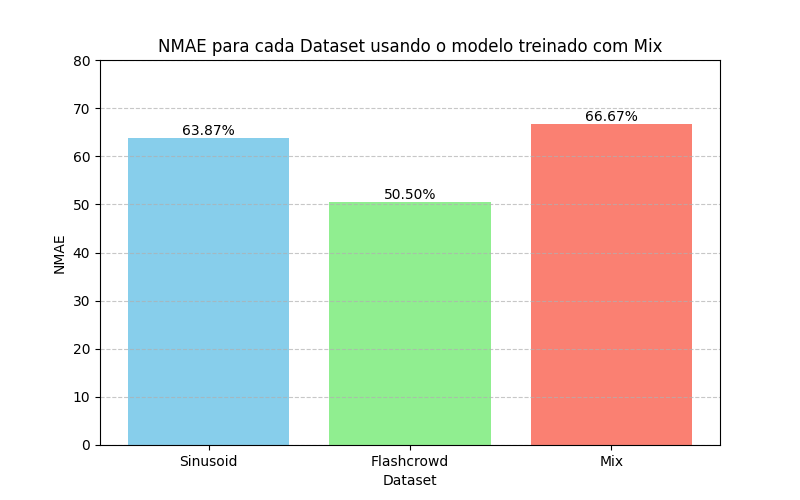 NMAE para cada Dataset usando o modelo treinado com Mix
80
70
60
50
40
30
20
10
0
NMAE
63.87%
50.50%
66.67%
Sinusoid
Flashcrowd
Mix
Dataset